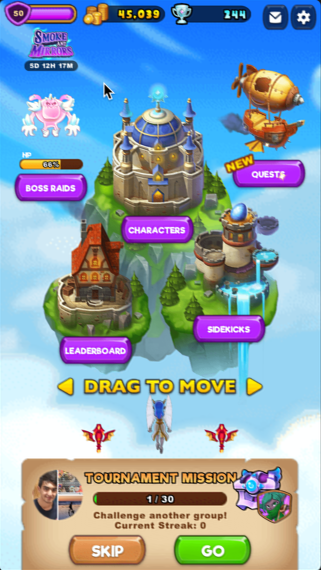 50
45,039
244
SMOKE
AND
MIRRORS
5D 12H 17M
HP
66%
BOSS RAIDS
NEW
QUESTS
CHARACTERS
SIDEKICKS
LEADERBOARD
DRAG TO MOVE
TOURNAMENT MISSION
1 / 30
Challenge another group!
Current Streak: 0
SKIP
GO